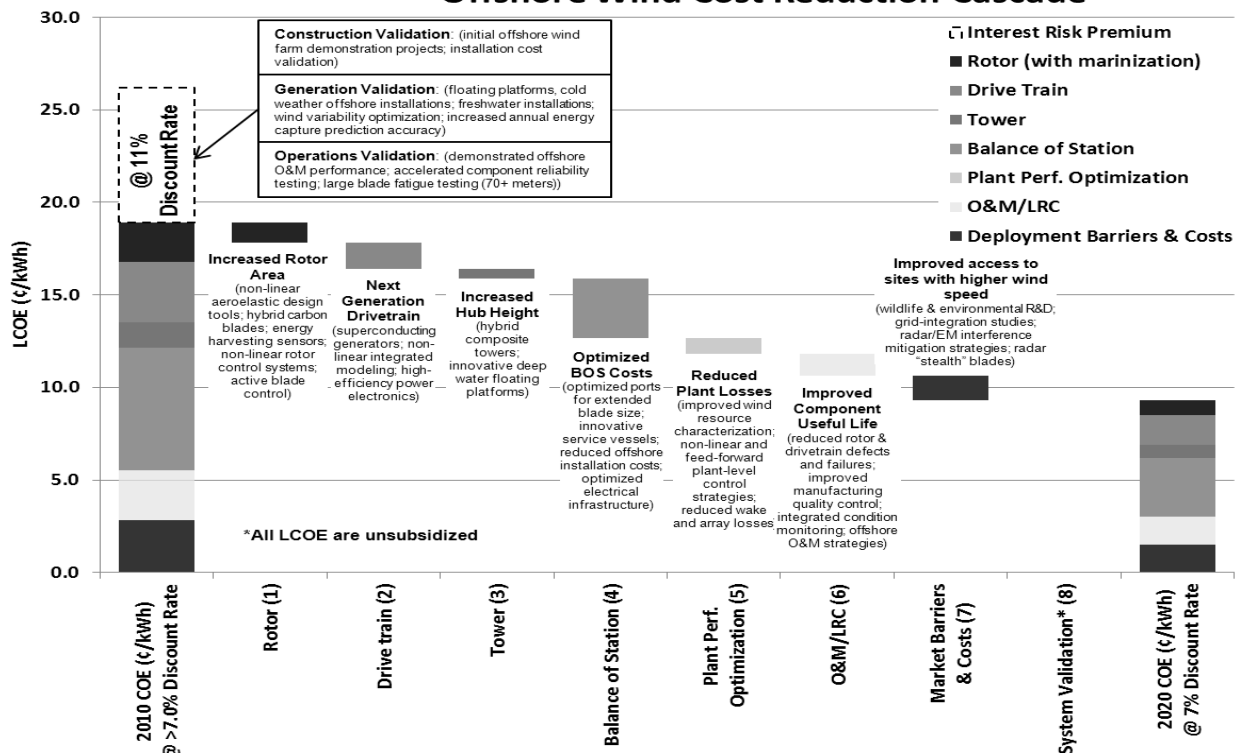 Offshore Wind Cost Reduction Cascade
30.0
25.0
20.0
15.0
10.0
5.0
0.0
LCOE (¢/kWh)
@ 11%
Discount Rate
Construction Validation: (initial offshore wind
farm demonstration projects; installation cost
validation)
Generation Validation: (floating platforms, cold
weather offshore installations; freshwater installations;
wind variability optimization; increased annual energy
capture prediction accuracy)
Operations Validation: (demonstrated offshore
O&M performance; accelerated component reliability
testing; large blade fatigue testing (70+ meters))
Interest Risk Premium
Rotor (with marinization)
Drive Train
Tower
Balance of Station
Plant Perf. Optimization
O&M/LRC
Deployment Barriers & Costs
Increased Rotor
Area
(non-linear
aeroelastic design
tools; hybrid carbon
blades; energy
harvesting sensors;
non-linear rotor
control systems;
active blade
control)
Next
Generation
Drivetrain
(superconducting
generators; non-
linear integrated
modeling; high-
efficiency power
electronics)
Increased
Hub Height
(hybrid
composite
towers;
innovative deep
water floating
platforms)
Optimized
BOS Costs
(optimized ports
for extended
blade size;
innovative
service vessels;
reduced offshore
installation costs;
optimized
electrical
infrastructure)
Reduced
Plant Losses
(improved wind
resource
characterization;
non-linear and
feed-forward
plant-level
control
strategies;
reduced wake
and array losses
Improved
Component
Useful Life
(reduced rotor &
drivetrain defects
and failures;
improved
manufacturing
quality control;
integrated condition
monitoring; offshore
O&M strategies)
Improved access to
sites with higher wind
speed
(wildlife & environmental R&D;
grid-integration studies;
radar/EM interference
mitigation strategies; radar
"stealth" blades)
*All LCOE are unsubsidized
2010 COE (¢/kWh)
@ >7.0% Discount Rate
Rotor (1)
Drive train (2)
Tower (3)
Balance of Station (4)
Plant Perf.
Optimization (5)
O&M/LRC (6)
Market Barriers
& Costs (7)
System Validation* (8)
2020 COE (¢/kWh)
@ 7% Discount Rate